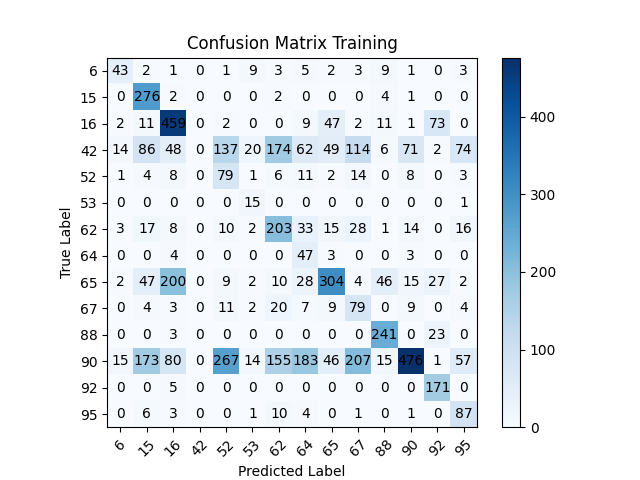 Confusion Matrix Training
6 43 2 1 0 1 9 3 5 2 3 9 1 0 3
15 0 276 2 0 0 0 2 0 0 0 4 1 0 0
16 2 11 459 0 2 0 0 9 47 2 11 1 73 0
42 14 86 48 0 137 20 174 62 49 114 6 71 2 74
52 1 4 8 0 79 1 6 11 2 14 0 8 0 3
53 0 0 0 0 0 15 0 0 0 0 0 0 0 1
62 3 17 8 0 10 2 203 33 15 28 1 14 0 16
64 0 0 4 0 0 0 0 47 3 0 0 3 0 0
65 2 47 200 0 9 2 10 28 304 4 46 15 27 2
67 0 4 3 0 11 2 20 7 9 79 0 9 0 4
88 0 0 3 0 0 0 0 0 0 0 241 0 23 0
90 15 173 80 0 267 14 155 183 46 207 15 476 1 57
92 0 0 5 0 0 0 0 0 0 0 0 0 171 0
95 0 6 3 0 0 1 10 4 0 1 0 1 0 87
6 15 16 42 52 53 62 64 65 67 88 90 92 95
Predicted Label
True Label
400
300
200
100
0